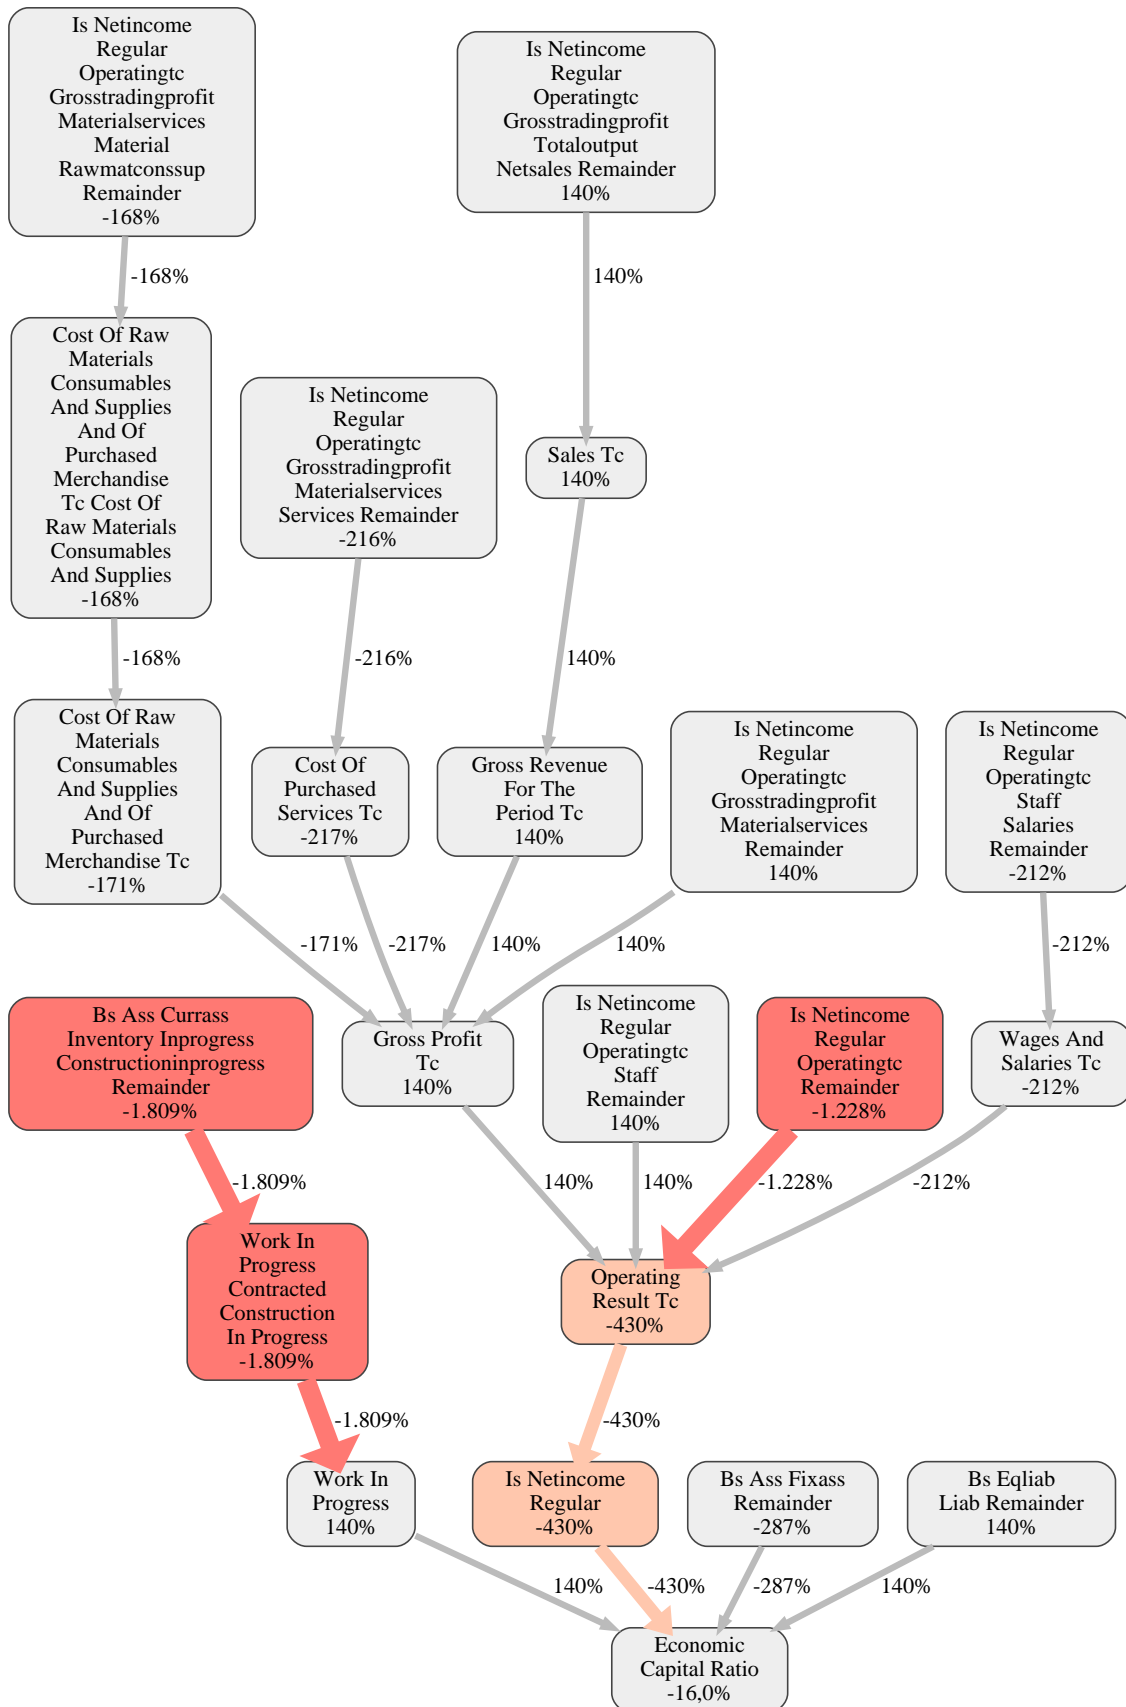 Is Netincome
Regular
Operatingtc
Grosstradingprofit
Materialservices
Material
Rawmatconssup
Remainder
-168%
Is Netincome
Regular
Operatingtc
Grosstradingprofit
Totaloutput
Netsales Remainder
140%
-168%
140%
Cost Of Raw
Materials
Consumables
And Supplies
And Of
Purchased
Merchandise
Tc Cost Of
Raw Materials
Consumables
And Supplies
-168%
Is Netincome
Regular
Operatingtc
Grosstradingprofit
Materialservices
Services Remainder
-216%
Sales Tc
140%
-168%
-216%
140%
Cost Of Raw
Materials
Consumables
And Supplies
And Of
Purchased
Merchandise Tc
-171%
Cost Of
Purchased
Services Tc
-217%
Gross Revenue
For The
Period Tc
140%
Is Netincome
Regular
Operatingtc
Grosstradingprofit
Materialservices
Remainder
140%
Is Netincome
Regular
Operatingtc
Staff
Salaries
Remainder
-212%
-171%
-217%
140%
140%
-212%
Bs Ass Currass
Inventory Inprogress
Constructioninprogress
Remainder
-1.809%
Gross Profit
Tc
140%
Is Netincome
Regular
Operatingtc
Staff
Remainder
140%
Is Netincome
Regular
Operatingtc
Remainder
-1.228%
Wages And
Salaries Tc
-212%
-1.809%
140%
140%
-1.228%
-212%
Work In
Progress
Contracted
Construction
In Progress
-1.809%
Operating
Result Tc
-430%
-1.809%
-430%
Work In
Progress
140%
Is Netincome
Regular
-430%
Bs Ass Fixass
Remainder
-287%
Bs Eqliab
Liab Remainder
140%
140%
-430%
-287%
140%
Economic
Capital Ratio
-16,0%